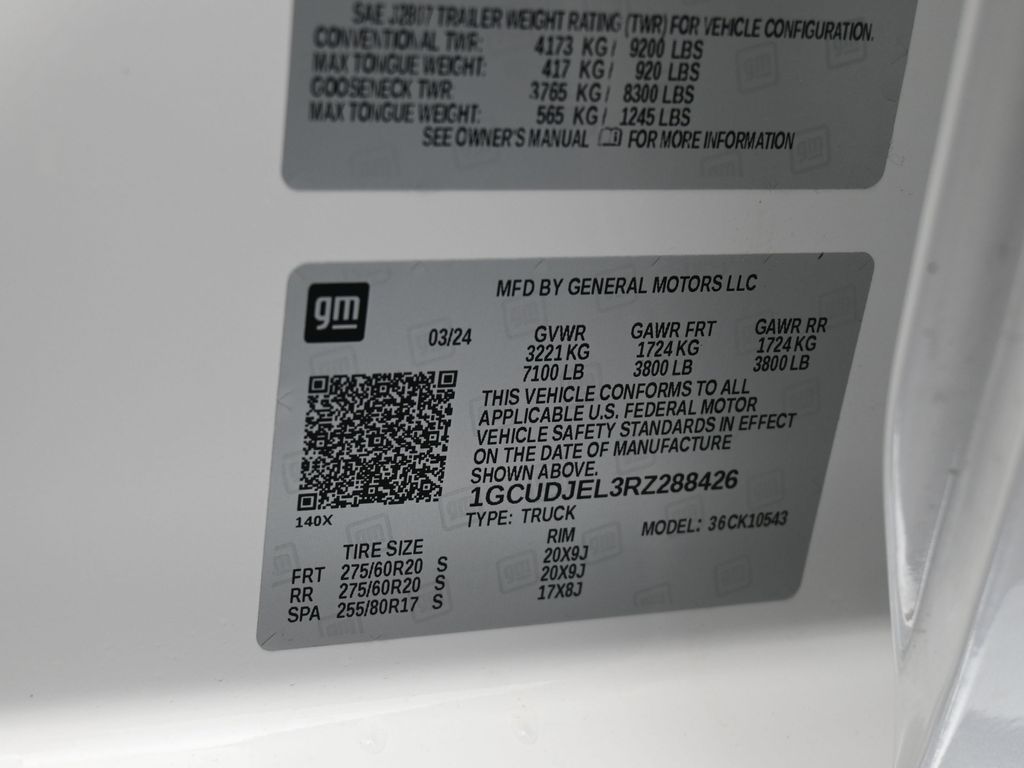 SAE J2807 TRAILER WEIGHT RATING (TWR) FOR VEHICLE CONFIGURATION.
CONVENTIONAL TWR: 4173 KG/ 9200 LBS
MAX TONGUE WEIGHT: 417 KG/ 920 LBS
GOOSENECK TWR 3765 KG/ 8300 LBS
MAX TONGUE WEIGHT: 565 KG/ 1245 LBS
SEE OWNER'S MANUAL FOR MORE INFORMATION
gm
MFD BY GENERAL MOTORS LLC
03/24 GVWR GAWR FRT GAWR RR
3221 KG 1724 KG 1724 KG
7100 LB 3800 LB 3800 LB
THIS VEHICLE CONFORMS TO ALL
APPLICABLE U.S. FEDERAL MOTOR
VEHICLE SAFETY STANDARDS IN EFFECT
ON THE DATE OF MANUFACTURE
SHOWN ABOVE.
1GCUDJEL3RZ288426
140X
TYPE: TRUCK MODEL: 36CK10543
TIRE SIZE RIM
FRT 275/60R20 S 20X9J
RR 275/60R20 S 20X9J
SPA 255/80R17 S 17X8J